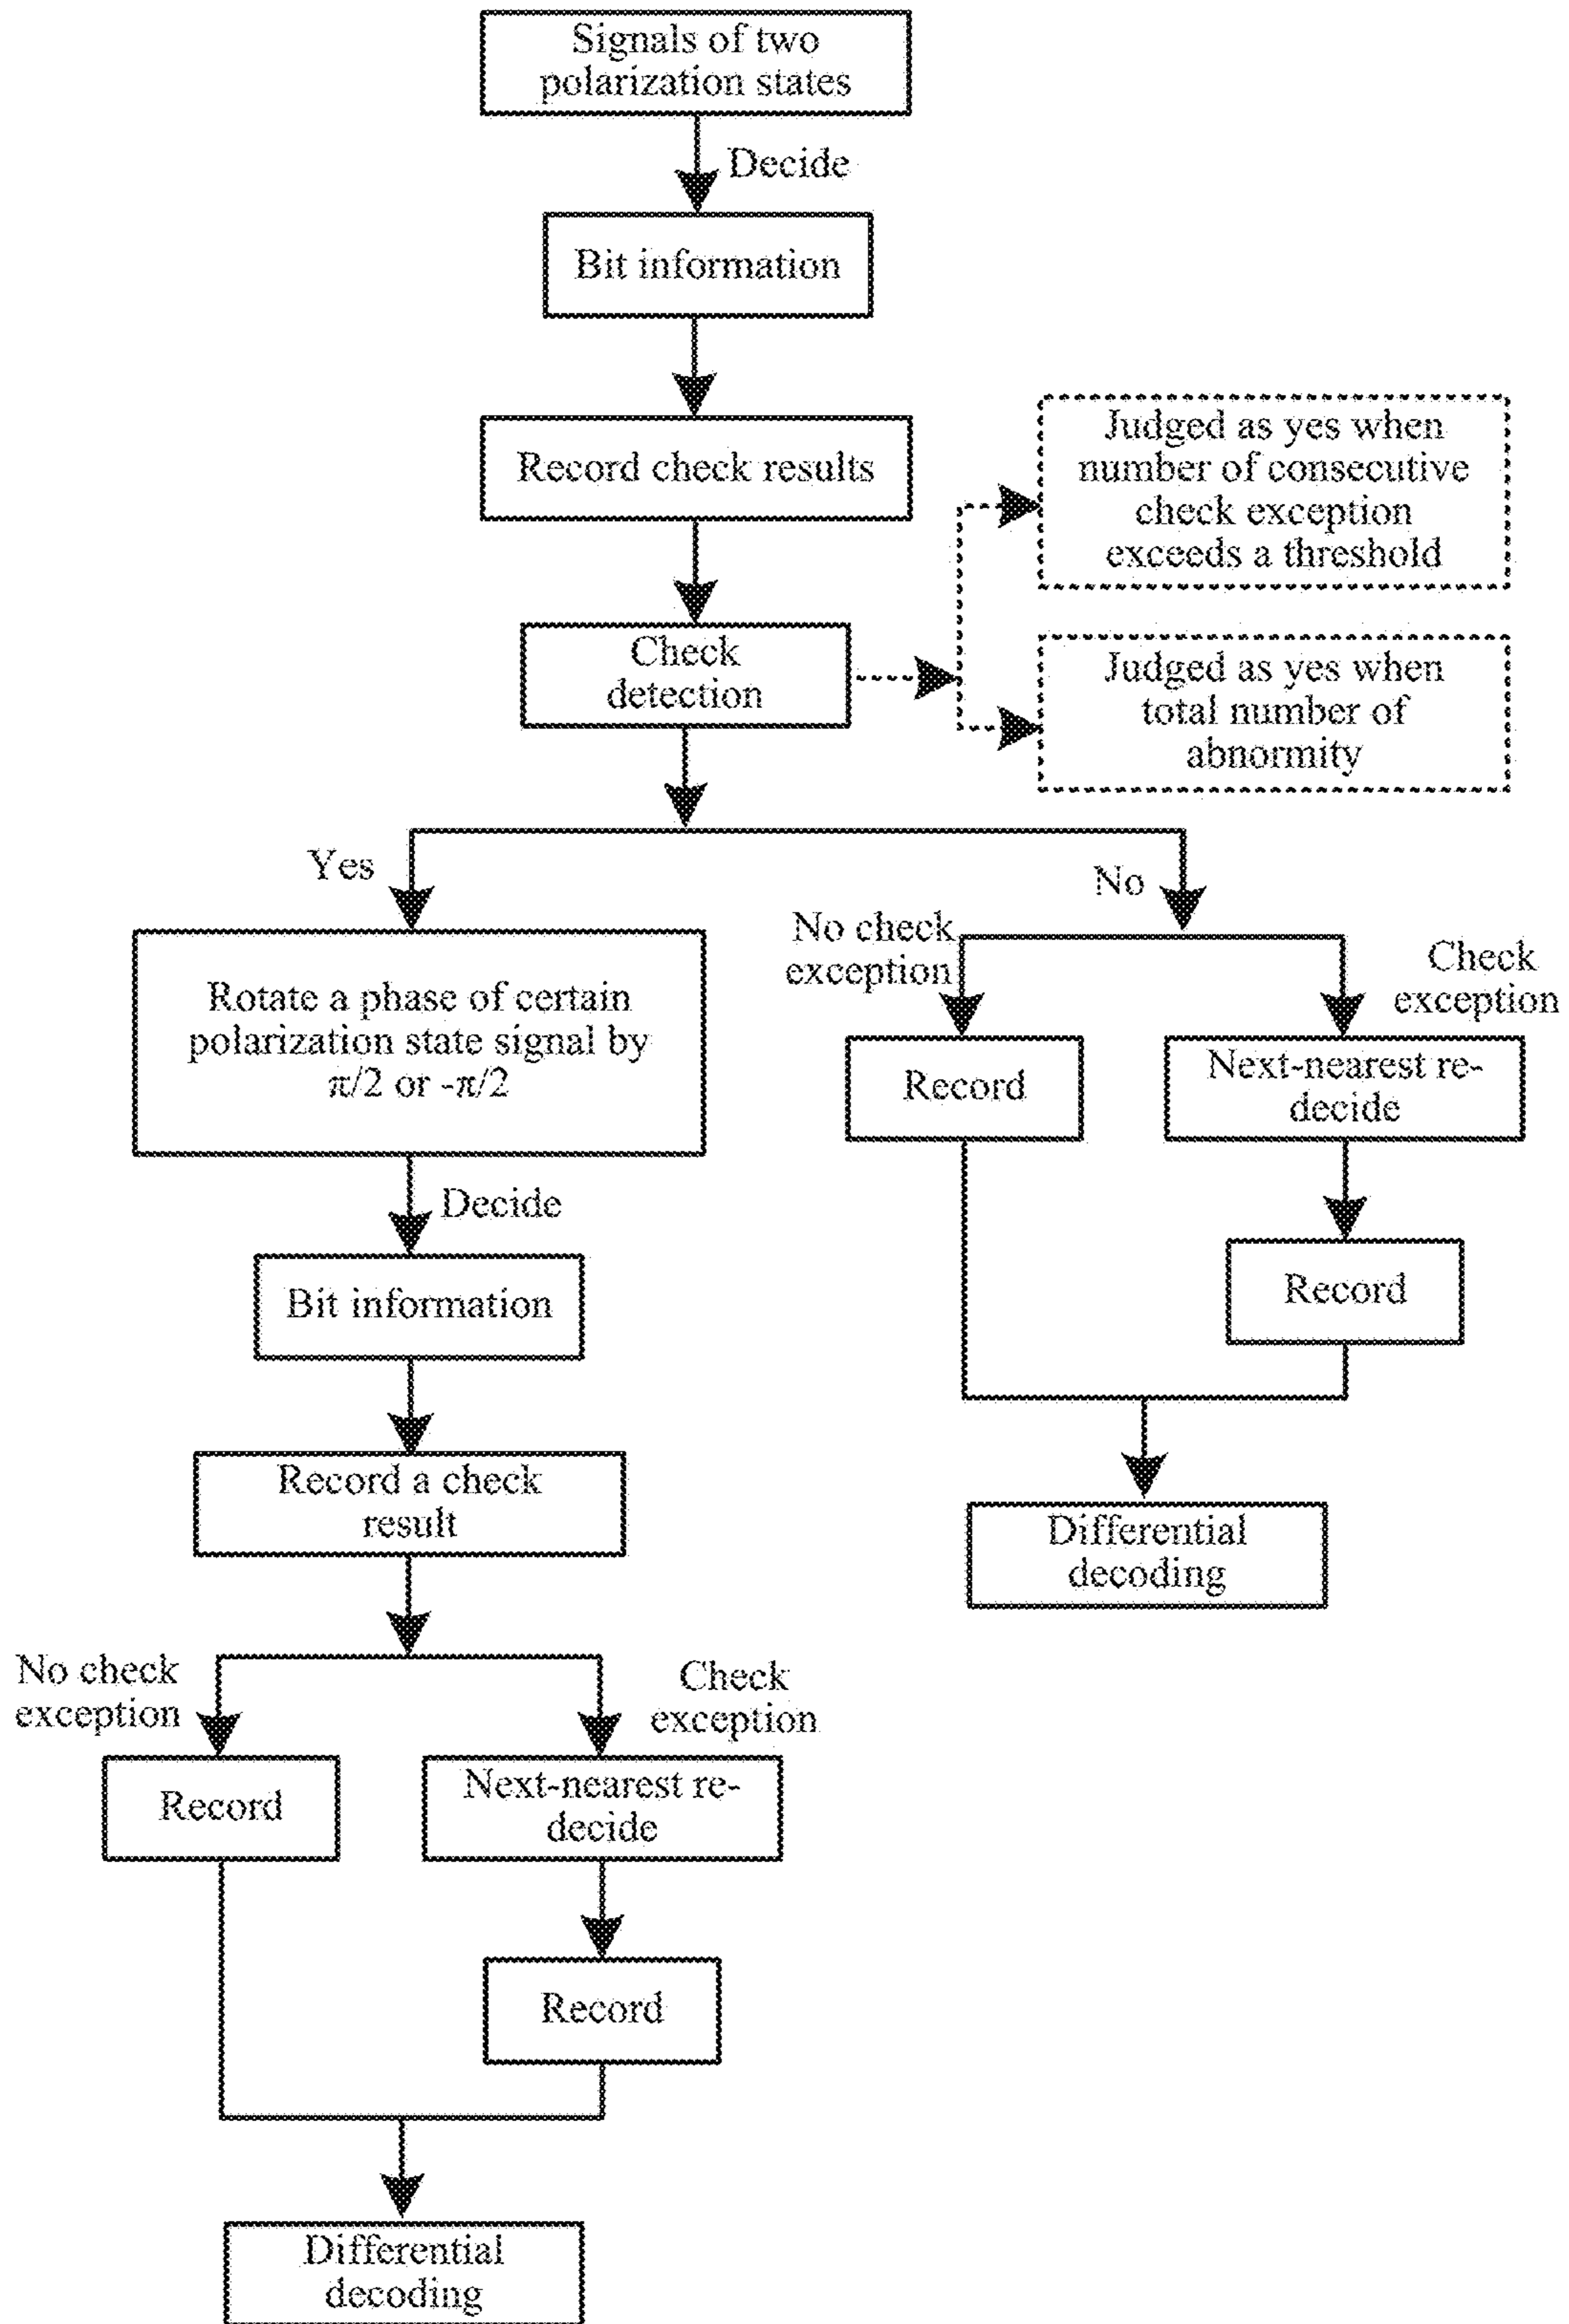 Signals of two
polarization states
Decide
Bit information
Record check results
Judged as yes when
number of consecutive
check exception
exceeds a threshold
Check
detection
Judged as yes when
total number of
abnormity
Yes
No
No check
exception
Check
exception
Rotate a phase of certain
polarization state signal by
π/2 or -π/2
Record
Next-nearest re-
decide
Decide
Record
Bit information
Record a check
result
Differential
decoding
No check
exception
Check
exception
Record
Next-nearest re-
decide
Record
Differential
decoding